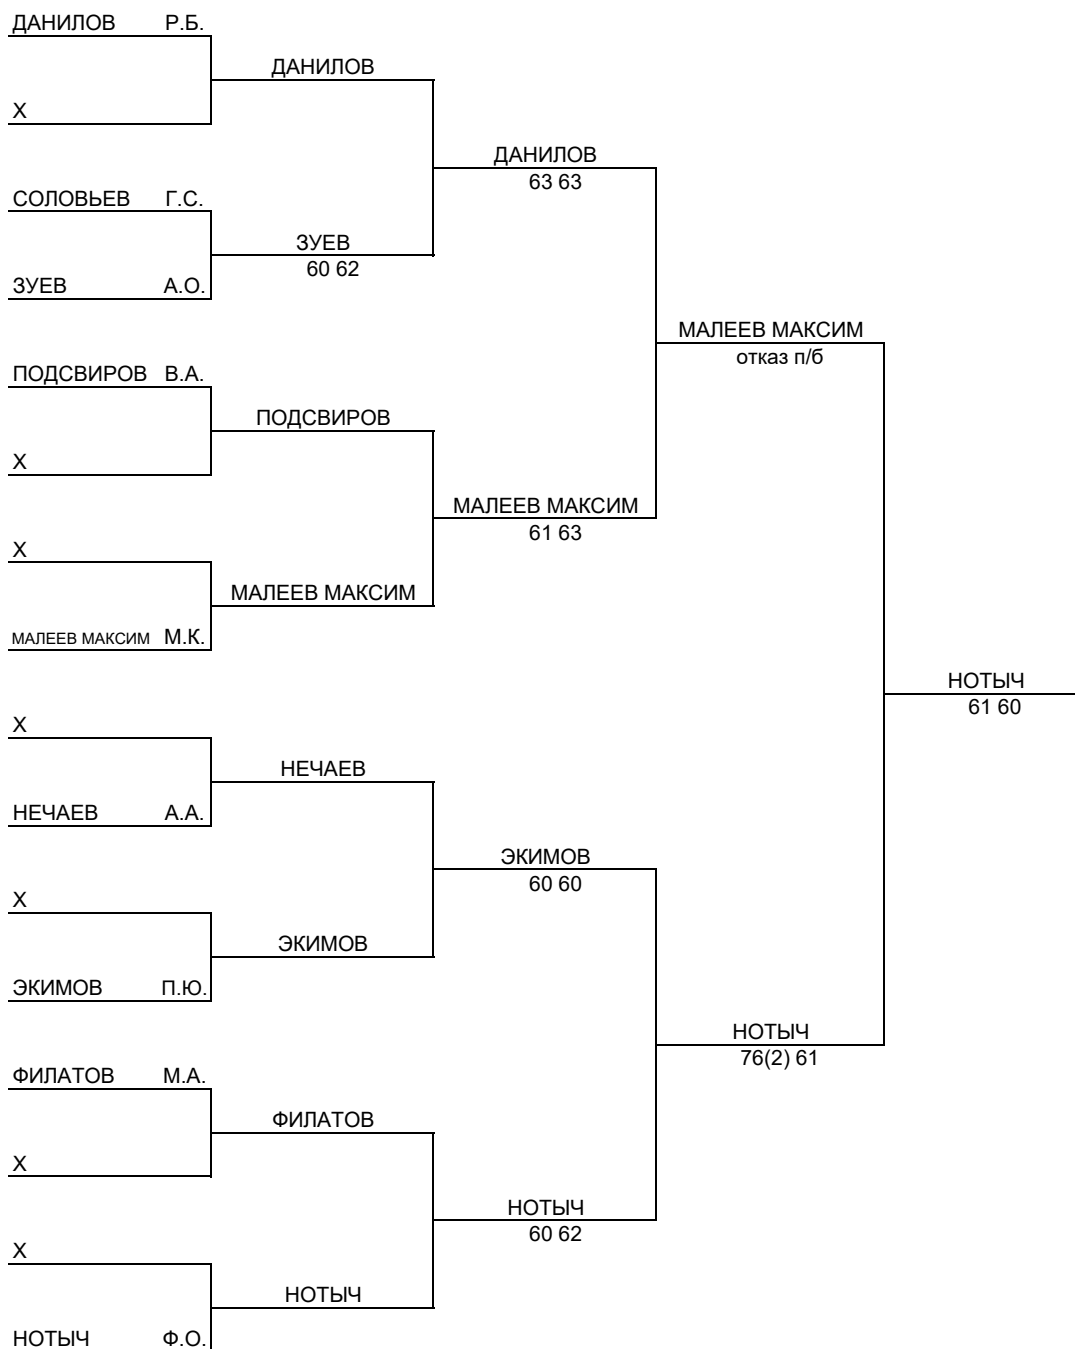 ДАНИЛОВ Р.Б.
ДАНИЛОВ
Х
ДАНИЛОВ
63 63
СОЛОВЬЕВ Г.С.
ЗУЕВ
60 62
ЗУЕВ А.О.
МАЛЕЕВ МАКСИМ
отказ п/б
ПОДСВИРОВ В.А.
ПОДСВИРОВ
Х
МАЛЕЕВ МАКСИМ
61 63
Х
МАЛЕЕВ МАКСИМ
МАЛЕЕВ МАКСИМ М.К.
НОТЫЧ
61 60
Х
НЕЧАЕВ
НЕЧАЕВ А.А.
ЭКИМОВ
60 60
Х
ЭКИМОВ
ЭКИМОВ П.Ю.
НОТЫЧ
76(2) 61
ФИЛАТОВ М.А.
ФИЛАТОВ
Х
НОТЫЧ
60 62
Х
НОТЫЧ
НОТЫЧ Ф.О.